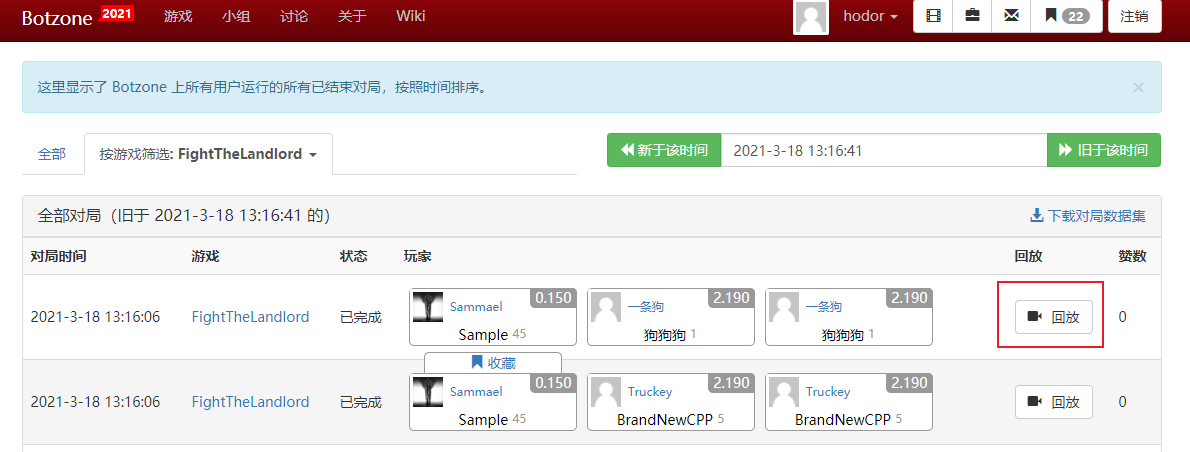 Botzone 2021 游戏 小组 讨论 关于 Wiki hodor 22 注销
这里显示了 Botzone 上所有用户运行的所有已结束对局，按照时间排序。 ×
全部 按游戏筛选: FightTheLandlord 新于该时间 2021-3-18 13:16:41 旧于该时间
全部对局（旧于 2021-3-18 13:16:41 的） 下载对局数据集
对局时间 游戏 状态 玩家 回放 赞数
Sammael 0.150 一条狗 2.190 一条狗 2.190
2021-3-18 13:16:06 FightTheLandlord 已完成 回放 0
Sample 45 狗狗狗 1 狗狗狗 1
收藏
Sammael 0.150 Truckey 2.190 Truckey 2.190
2021-3-18 13:16:06 FightTheLandlord 已完成 回放 0
Sample 45 BrandNewCPP 5 BrandNewCPP 5